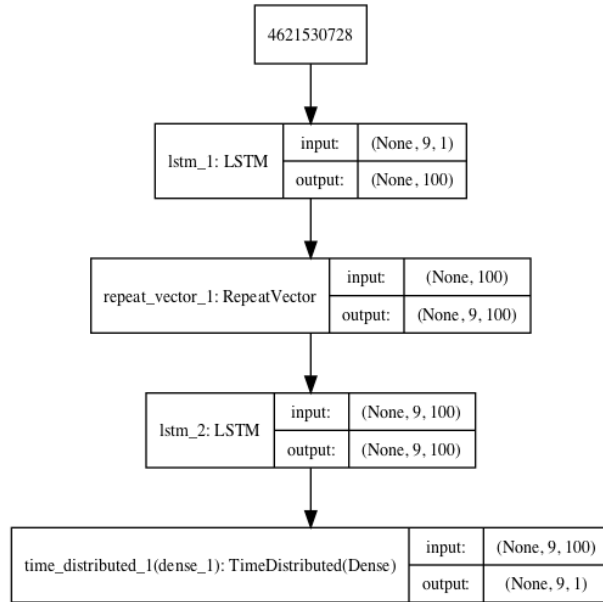 4621530728
lstm_1: LSTM
input:
(None, 9, 1)
output:
(None, 100)
repeat_vector_1: RepeatVector
input:
(None, 100)
output:
(None, 9, 100)
lstm_2: LSTM
input:
(None, 9, 100)
output:
(None, 9, 100)
time_distributed_1(dense_1): TimeDistributed(Dense)
input:
(None, 9, 100)
output:
(None, 9, 1)